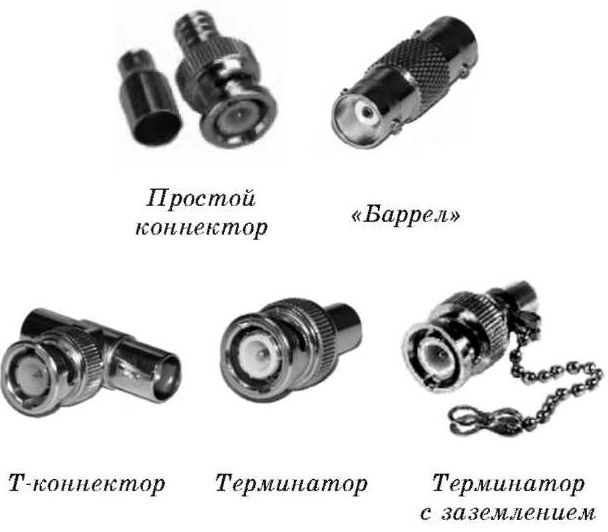 Простой
коннектор
«Баррел»
Т-коннектор
Терминатор
Терминатор
с заземлением